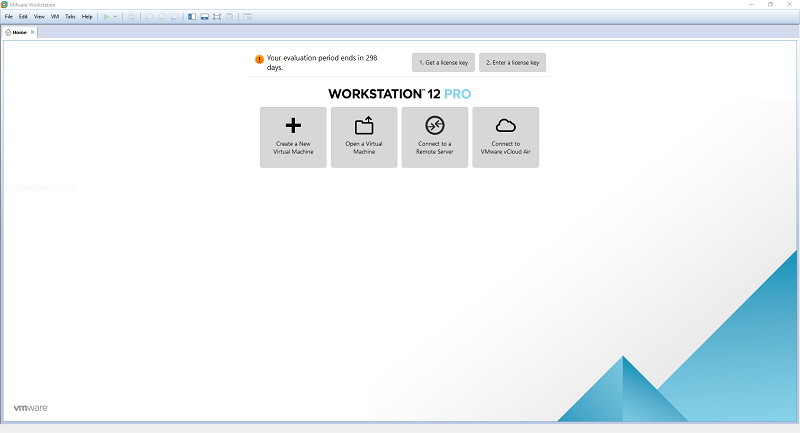 VMware Workstation
File Edit View VM Tabs Help
Home
Your evaluation period ends in 298
days.
1. Get a license key
2. Enter a license key
WORKSTATION™ 12 PRO
Create a New
Virtual Machine
Open a Virtual
Machine
Connect to a
Remote Server
Connect to
VMware vCloud Air
vmware